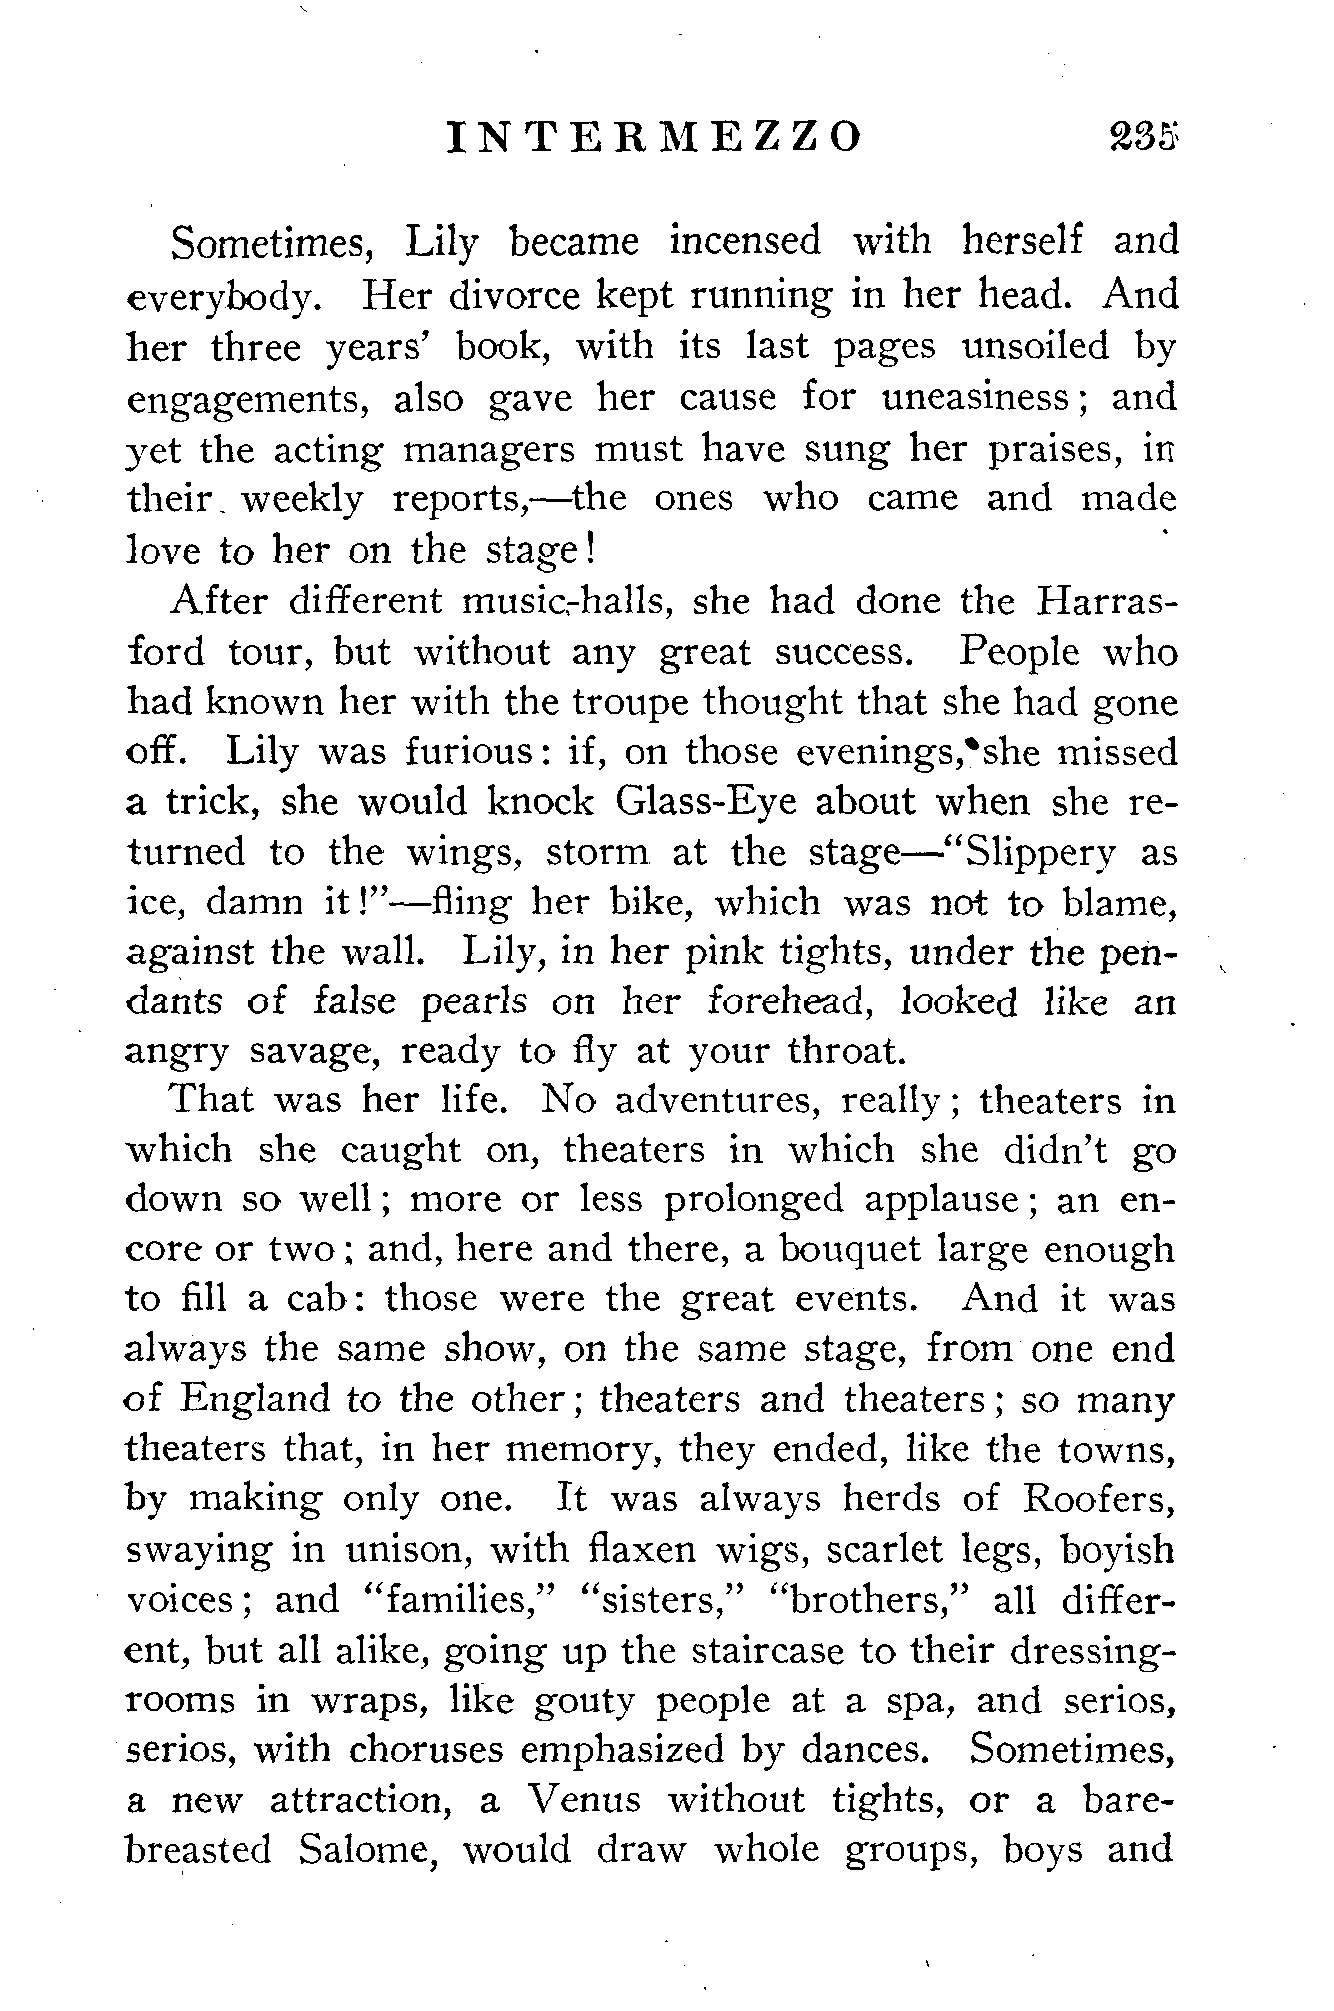 INTERMEZZO 235
Sometimes, Lily became incensed with herself and
everybody. Her divorce kept running in her head. And
her three years' book, with its last pages unsoiled by
engagements, also gave her cause for uneasiness; and
yet the acting managers must have sung her praises, in
their weekly reports,—the ones who came and made
love to her on the stage!
After different music-halls, she had done the Harras-
ford tour, but without any great success. People who
had known her with the troupe thought that she had gone
off. Lily was furious: if, on those evenings, she missed
a trick, she would knock Glass-Eye about when she re-
turned to the wings, storm at the stage—"Slippery as
ice, damn it!"—fling her bike, which was not to blame,
against the wall. Lily, in her pink tights, under the pen-
dants of false pearls on her forehead, looked like an
angry savage, ready to fly at your throat.
That was her life. No adventures, really; theaters in
which she caught on, theaters in which she didn't go
down so well; more or less prolonged applause; an en-
core or two; and, here and there, a bouquet large enough
to fill a cab: those were the great events. And it was
always the same show, on the same stage, from one end
of England to the other; theaters and theaters; so many
theaters that, in her memory, they ended, like the towns,
by making only one. It was always herds of Roofers,
swaying in unison, with flaxen wigs, scarlet legs, boyish
voices; and "families," "sisters," "brothers," all differ-
ent, but all alike, going up the staircase to their dressing-
rooms in wraps, like gouty people at a spa, and serios,
serios, with choruses emphasized by dances. Sometimes,
a new attraction, a Venus without tights, or a bare-
breasted Salome, would draw whole groups, boys and